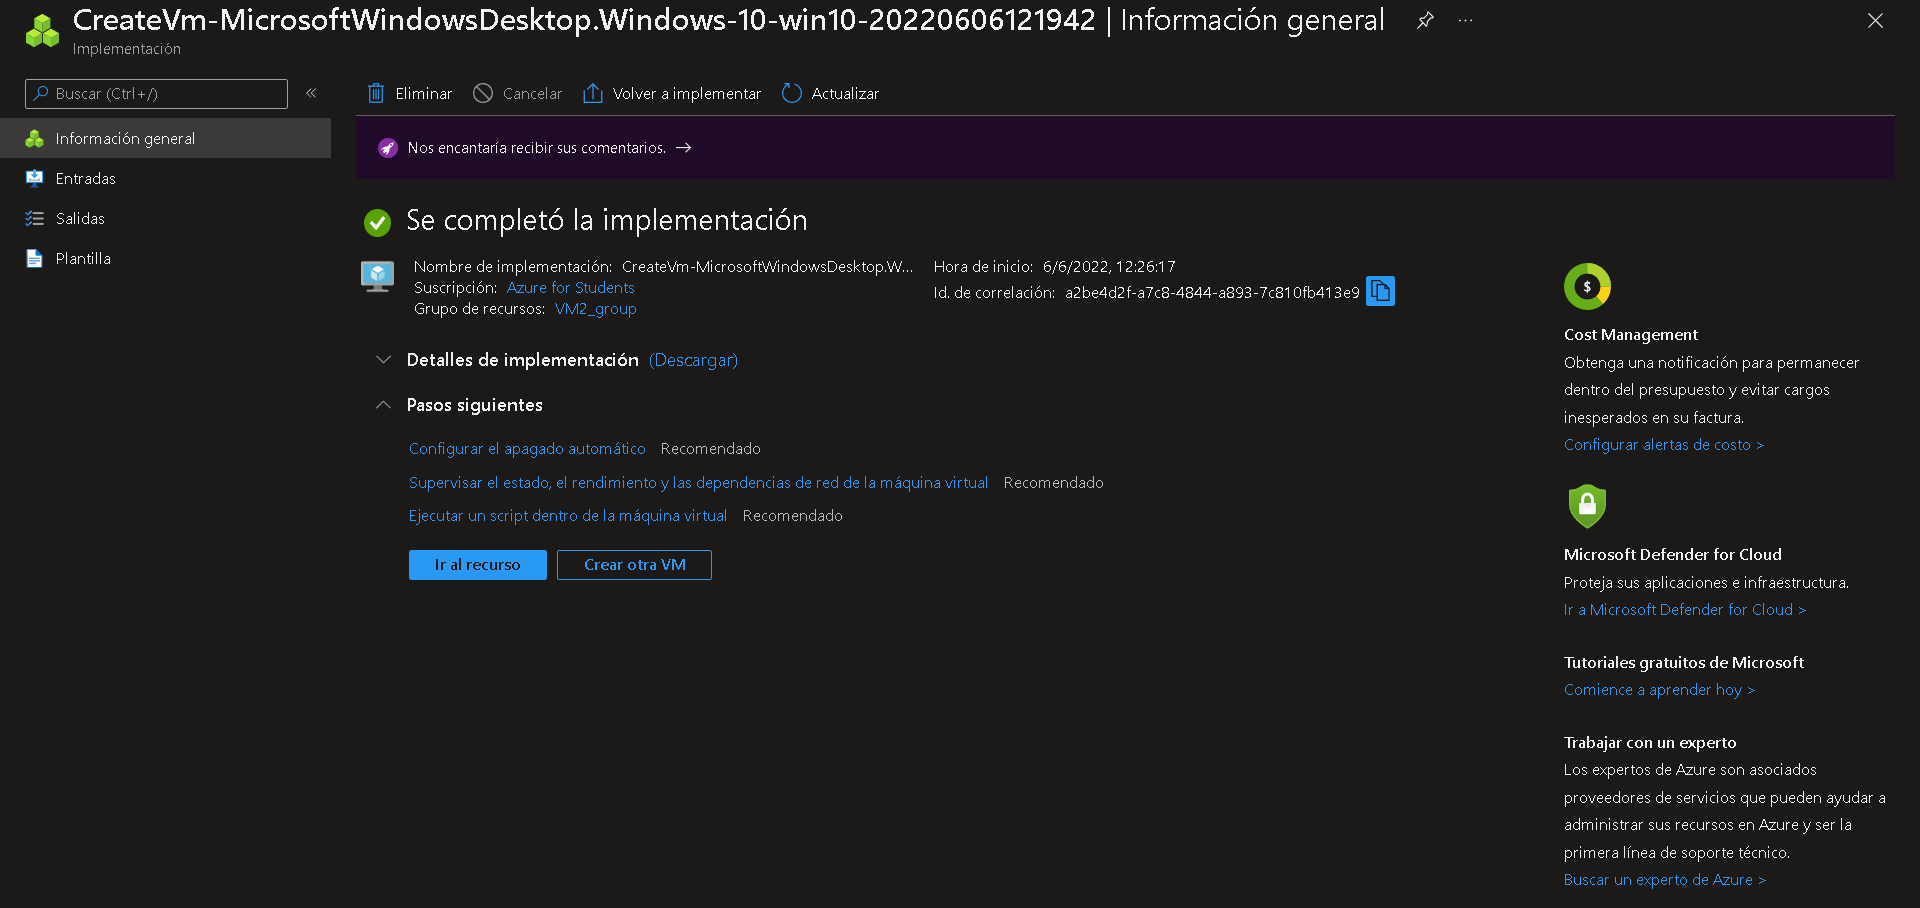 CreateVm-MicrosoftWindowsDesktop.Windows-10-win10-20220606121942 | Información general
Implementación
Buscar (Ctrl+/)
Eliminar
Cancelar
Volver a implementar
Actualizar
Información general
Entradas
Salidas
Plantilla
Nos encantaría recibir sus comentarios. →
Se completó la implementación
Nombre de implementación: CreateVm-MicrosoftWindowsDesktop.W...
Suscripción: Azure for Students
Grupo de recursos: VM2_group
Hora de inicio: 6/6/2022, 12:26:17
Id. de correlación: a2be4d2f-a7c8-4844-a893-7c810fb413e9
Detalles de implementación (Descargar)
Pasos siguientes
Configurar el apagado automático Recomendado
Supervisar el estado, el rendimiento y las dependencias de red de la máquina virtual Recomendado
Ejecutar un script dentro de la máquina virtual Recomendado
Ir al recurso
Crear otra VM
$
Cost Management
Obtenga una notificación para permanecer
dentro del presupuesto y evitar cargos
inesperados en su factura.
Configurar alertas de costo >
Microsoft Defender for Cloud
Proteja sus aplicaciones e infraestructura.
Ir a Microsoft Defender for Cloud >
Tutoriales gratuitos de Microsoft
Comience a aprender hoy >
Trabajar con un experto
Los expertos de Azure son asociados
proveedores de servicios que pueden ayudar a
administrar sus recursos en Azure y ser la
primera línea de soporte técnico.
Buscar un experto de Azure >